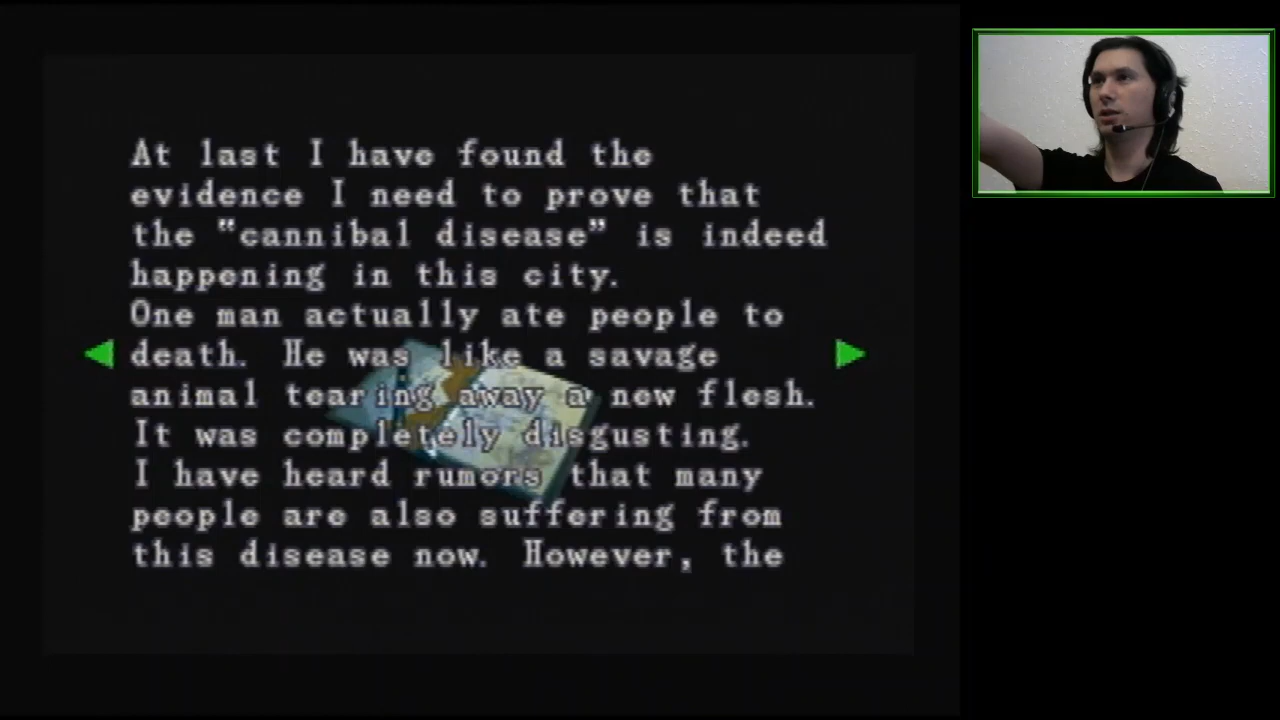 At last I have found the
evidence I need to prove that
the "cannibal disease" is indeed
happening in this city.
One man actually ate people to
death. He was like a savage
animal tearing away a new flesh.
It was completely disgusting.
I have heard rumors that many
people are also suffering from
this disease now. However, the